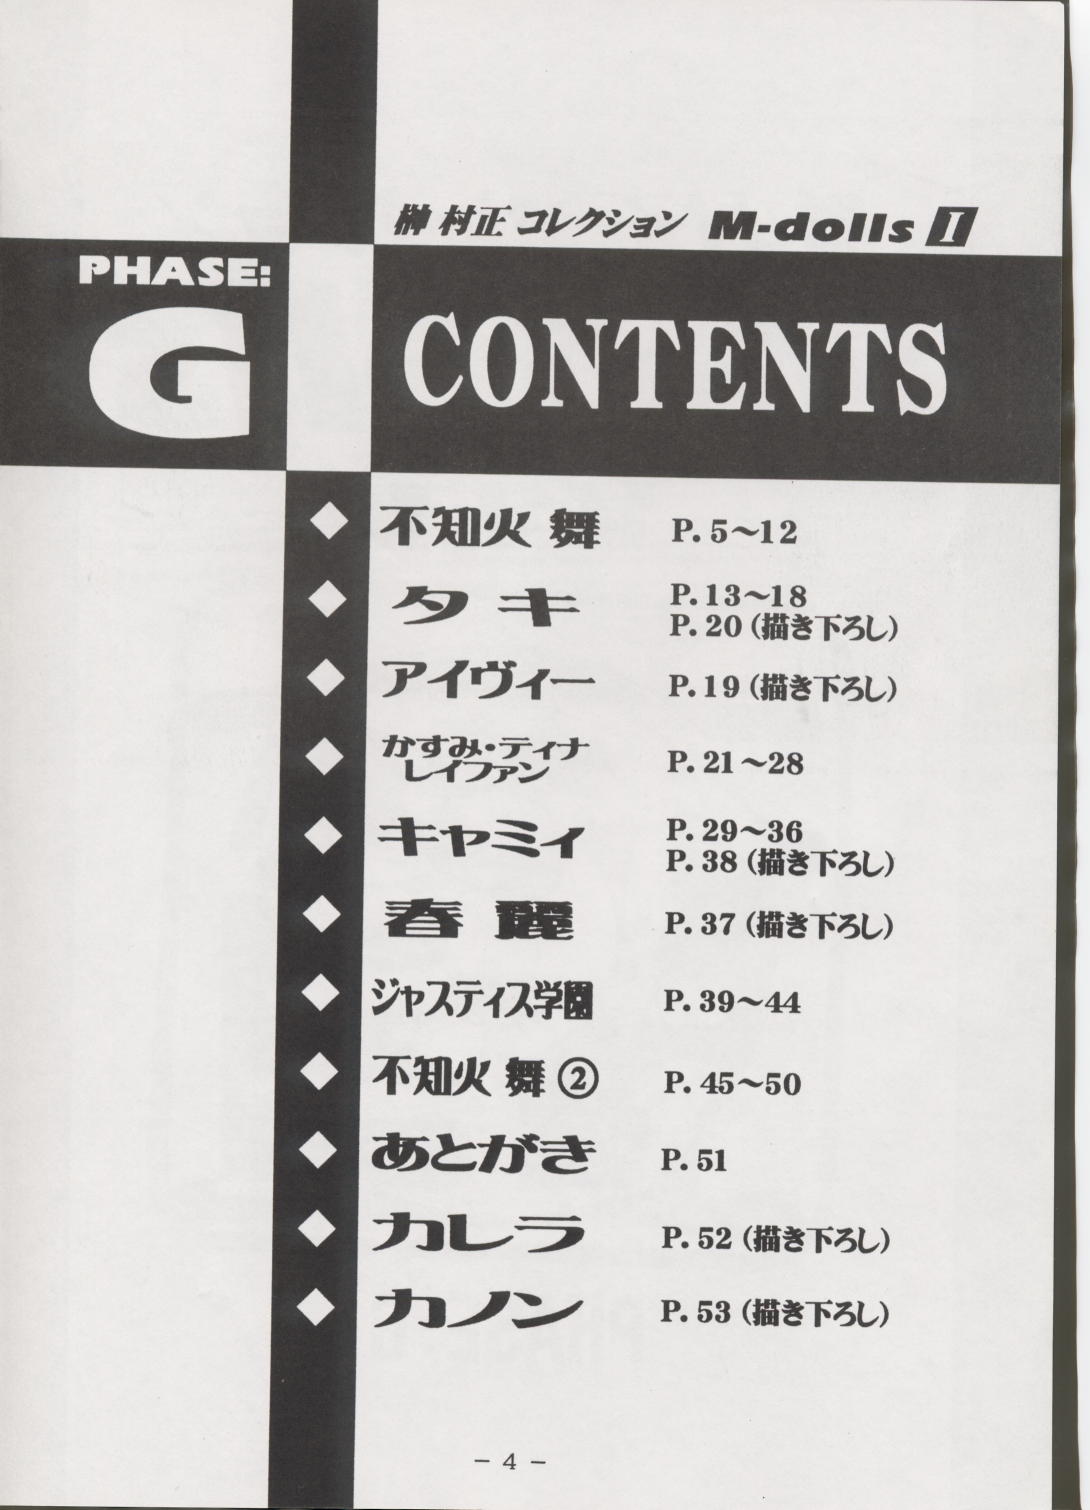 榊 村正 コレクション M-dolls I
PHASE:
G
CONTENTS
不知火 舞 P. 5～12
タキ P. 13～18
P. 20 (描き下ろし)
アイヴィー P. 19 (描き下ろし)
かすみ・ティナ
レイファン P. 21～28
キャミィ P. 29～36
P. 38 (描き下ろし)
春麗 P. 37 (描き下ろし)
ジャスティス学園 P. 39～44
不知火 舞 ② P. 45～50
あとがき P. 51
カレラ P. 52 (描き下ろし)
カノン P. 53 (描き下ろし)
－ 4 －